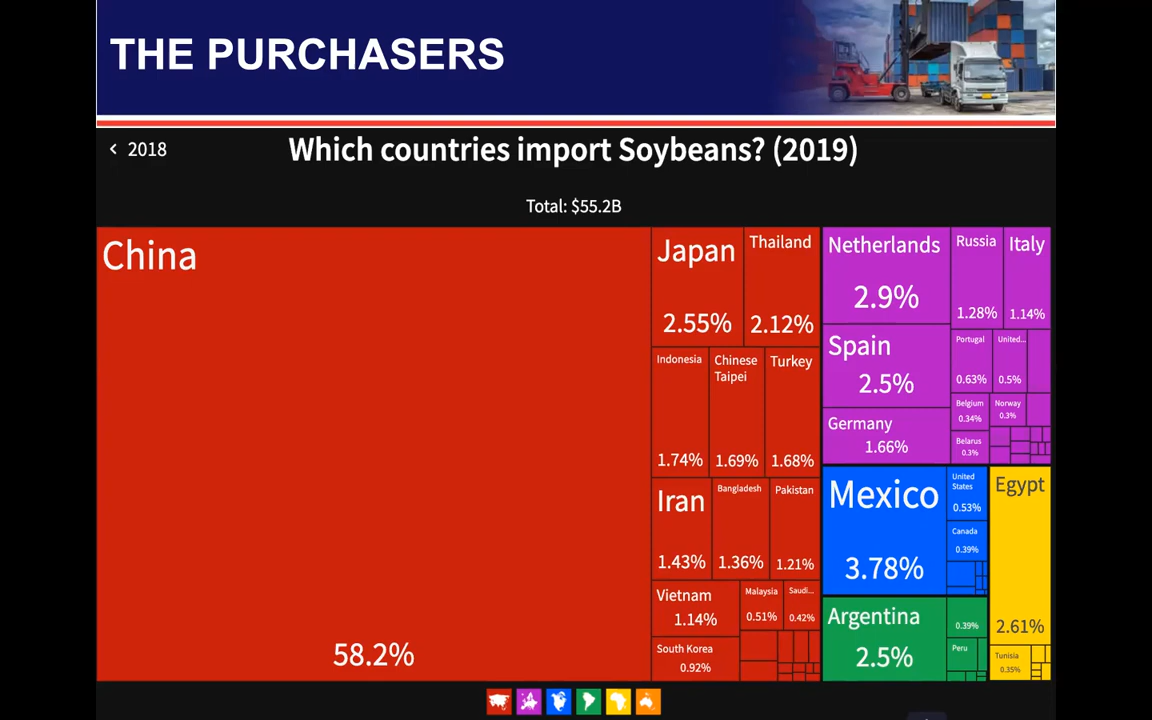 THE PURCHASERS
< 2018
Which countries import Soybeans? (2019)
Total: $55.2B
China
58.2%
Japan
2.55%
Thailand
2.12%
Indonesia
1.74%
Chinese
Taipei
1.69%
Turkey
1.68%
Iran
1.43%
Bangladesh
1.36%
Pakistan
1.21%
Vietnam
1.14%
Malaysia
0.51%
Saudi...
0.42%
South Korea
0.92%
Netherlands
2.9%
Russia
1.28%
Italy
1.14%
Spain
2.5%
Portugal
0.63%
United...
0.5%
Germany
1.66%
Belgium
0.34%
Norway
0.3%
Belarus
0.3%
Mexico
3.78%
United
States
0.53%
Canada
0.39%
Argentina
2.5%
0.39%
Peru
Egypt
2.61%
Tunisia
0.35%